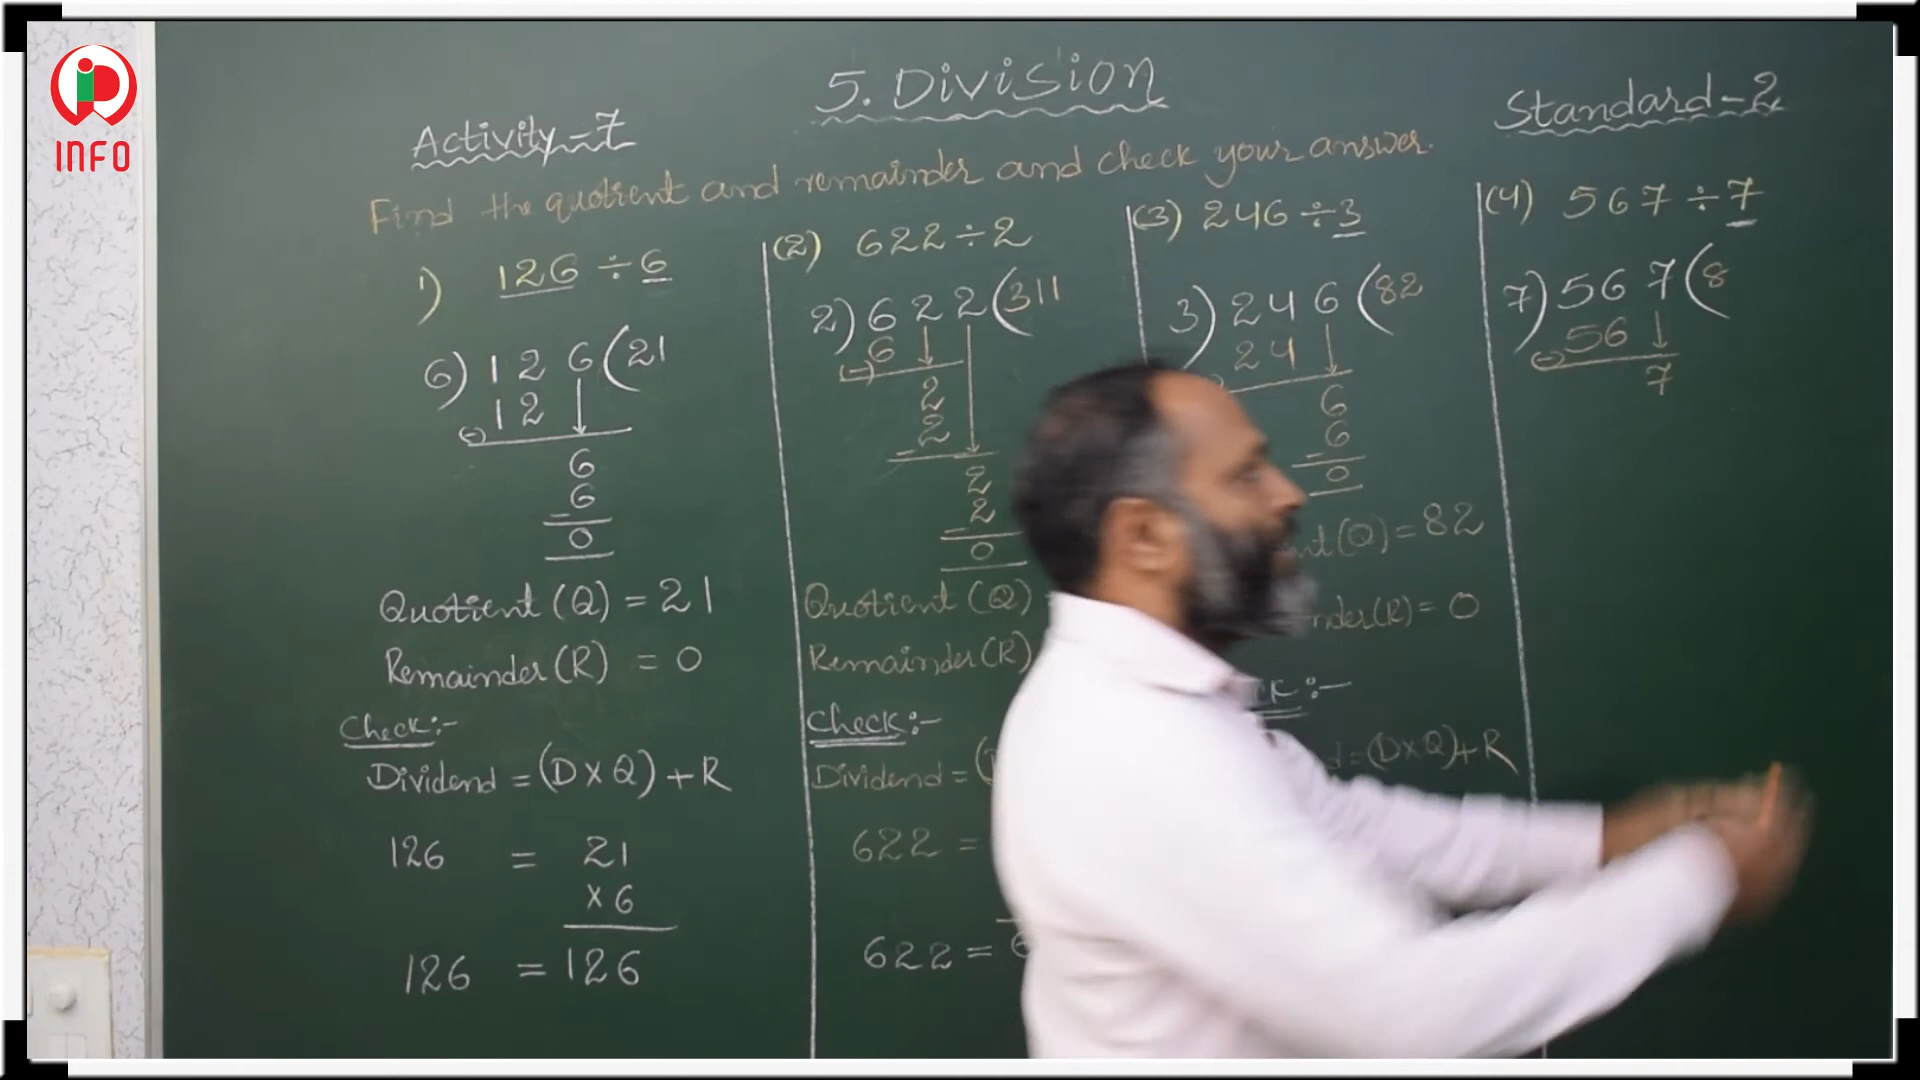 INFO
5. Division
Standard-2
Activity-7
Find the quotient and remainder and check your answer.
1) 126 ÷ 6
6) 126 (21
12
(-)
6
- 6
0
Quotient (Q) = 21
Remainder (R) = 0
Check:-
Dividend = (D X Q) + R
126 = 21
x 6
126 = 126
(2) 622 ÷ 2
2) 622 (311
6
(-)
2
- 2
2
- 2
0
Quotient (Q)
Remainder (R)
Check:-
Dividend = (
622 =
622 = 6
(3) 246 ÷ 3
3) 246 (82
24
6
- 6
0
(Q) = 82
(R) = 0
:-
= (D X Q) + R
(4) 567 ÷ 7
7) 567 (8
56
(-)
7